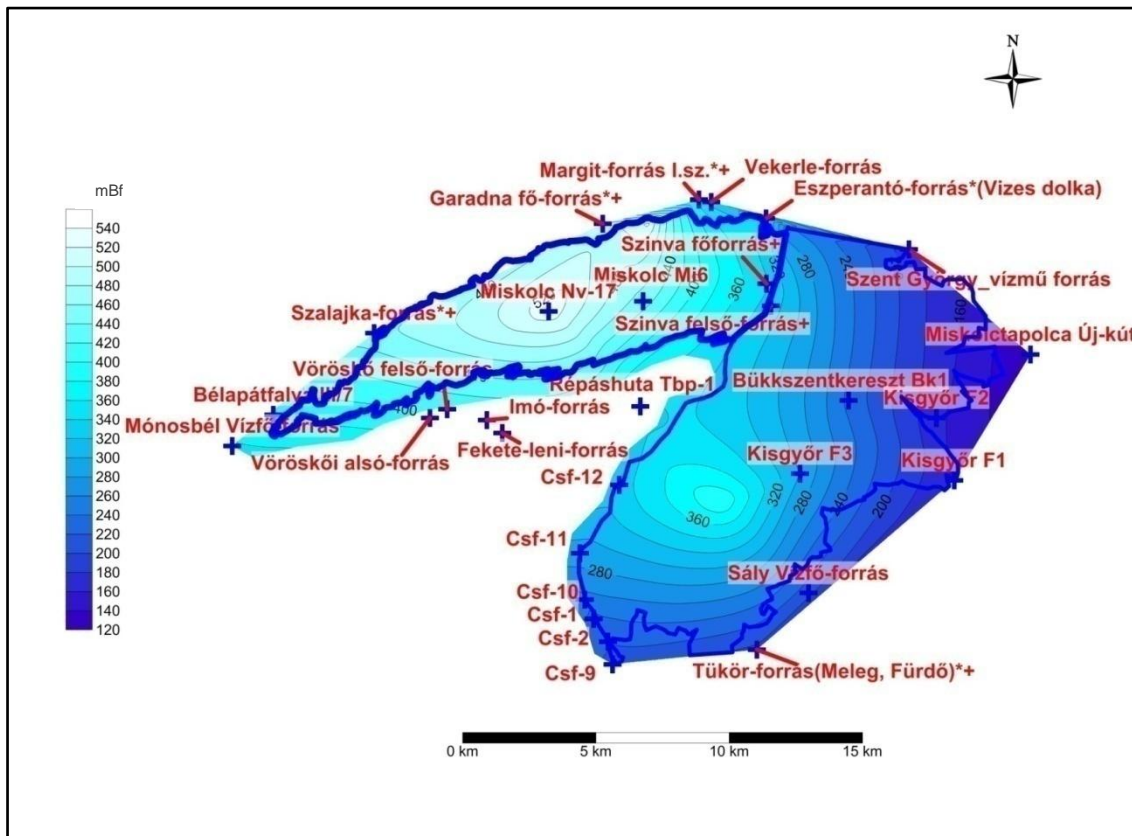 N
mBf
540
520
500
480
460
440
420
400
380
360
340
320
300
280
260
240
220
200
180
160
140
120
Margit-forrás I.sz.*+
Vekerle-forrás
Garadna fő-forrás*+
Eszperantó-forrás*(Vizes dolka)
Szinva főforrás+
Szent György_vízmű forrás
Miskolc Mi6
Miskolc Nv-17
Szalajka-forrás*+
Szinva felső-forrás+
Miskolctapolca Új-kút
Vöröskő felső-forrás
Répáshuta Tbp-1
Bükkszentkereszt Bk1
Bélapátfalva
Kisgyőr F2
Imó-forrás
Mónosbél Vízfő-forrás
Vöröskői alsó-forrás
Fekete-leni-forrás
Kisgyőr F3
Kisgyőr F1
Csf-12
Csf-11
Sály Vízfő-forrás
Csf-10
Csf-1
Csf-2
Csf-9
Tükör-forrás(Meleg, Fürdő)*+
400
360
280
160
400
360
320
280
240
200
280
0 km
5 km
10 km
15 km